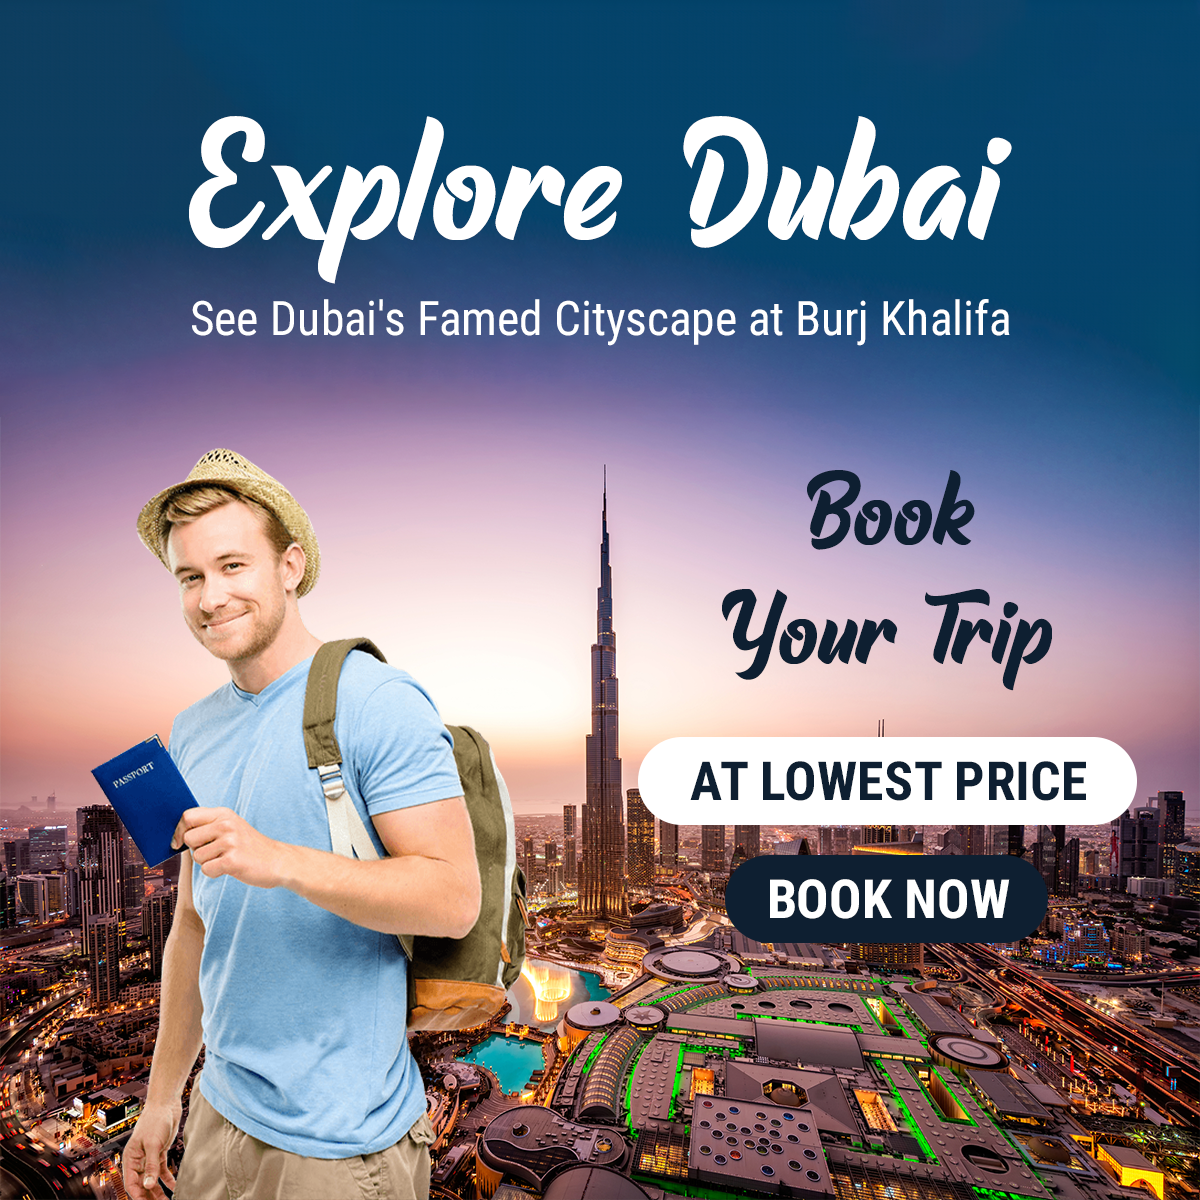 Explore Dubai
See Dubai's Famed Cityscape at Burj Khalifa
Book
Your Trip
AT LOWEST PRICE
BOOK NOW
PASSPORT